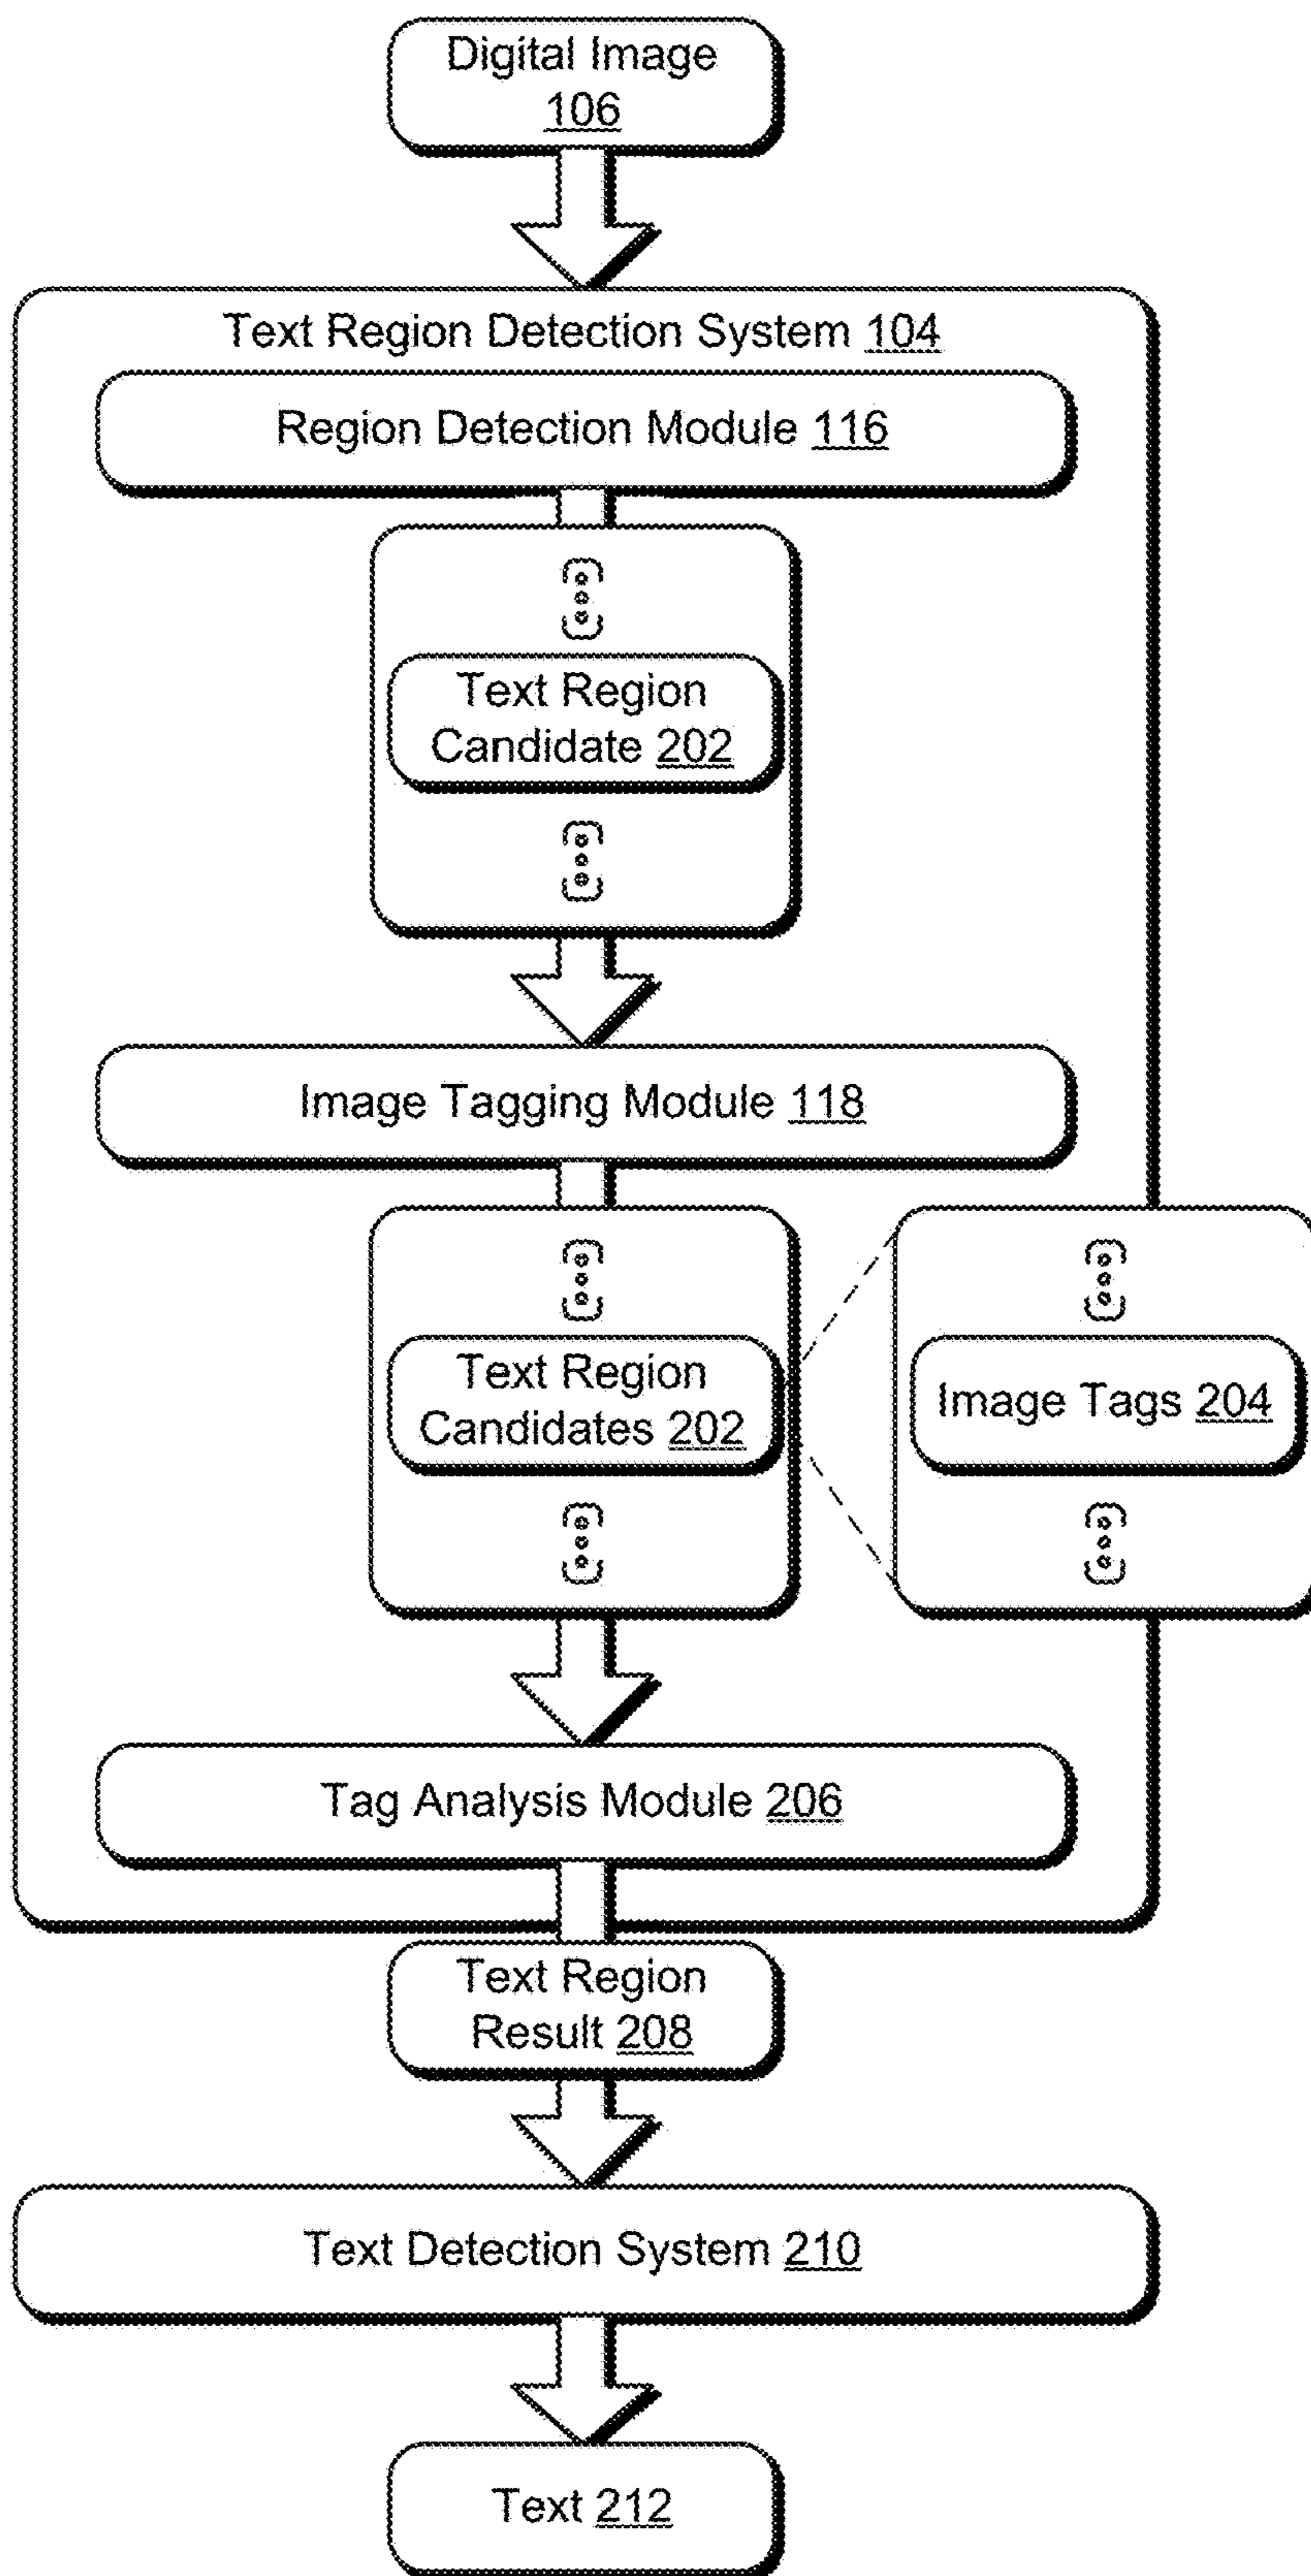 Digital Image
106
Text Region Detection System 104
Region Detection Module 116
Text Region
Candidate 202
Image Tagging Module 118
Text Region
Candidates 202
Image Tags 204
Tag Analysis Module 206
Text Region
Result 208
Text Detection System 210
Text 212